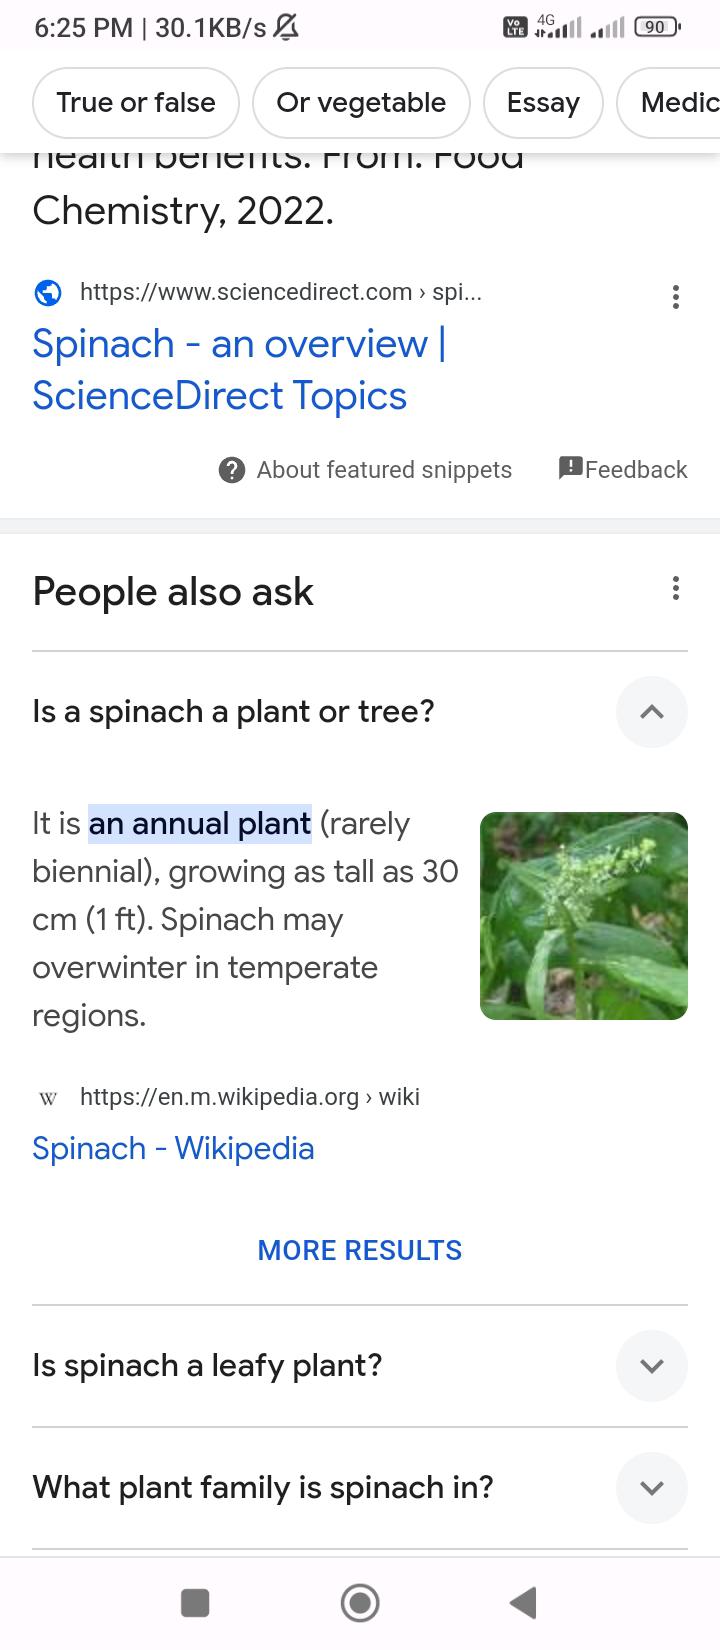 6:25 PM | 30.1KB/s
Vo LTE 4G 90
True or false
Or vegetable
Essay
Medic
health benefits. From: Food
Chemistry, 2022.
https://www.sciencedirect.com › spi...
Spinach - an overview |
ScienceDirect Topics
About featured snippets
Feedback
People also ask
Is a spinach a plant or tree?
It is an annual plant (rarely
biennial), growing as tall as 30
cm (1 ft). Spinach may
overwinter in temperate
regions.
W https://en.m.wikipedia.org › wiki
Spinach - Wikipedia
MORE RESULTS
Is spinach a leafy plant?
What plant family is spinach in?